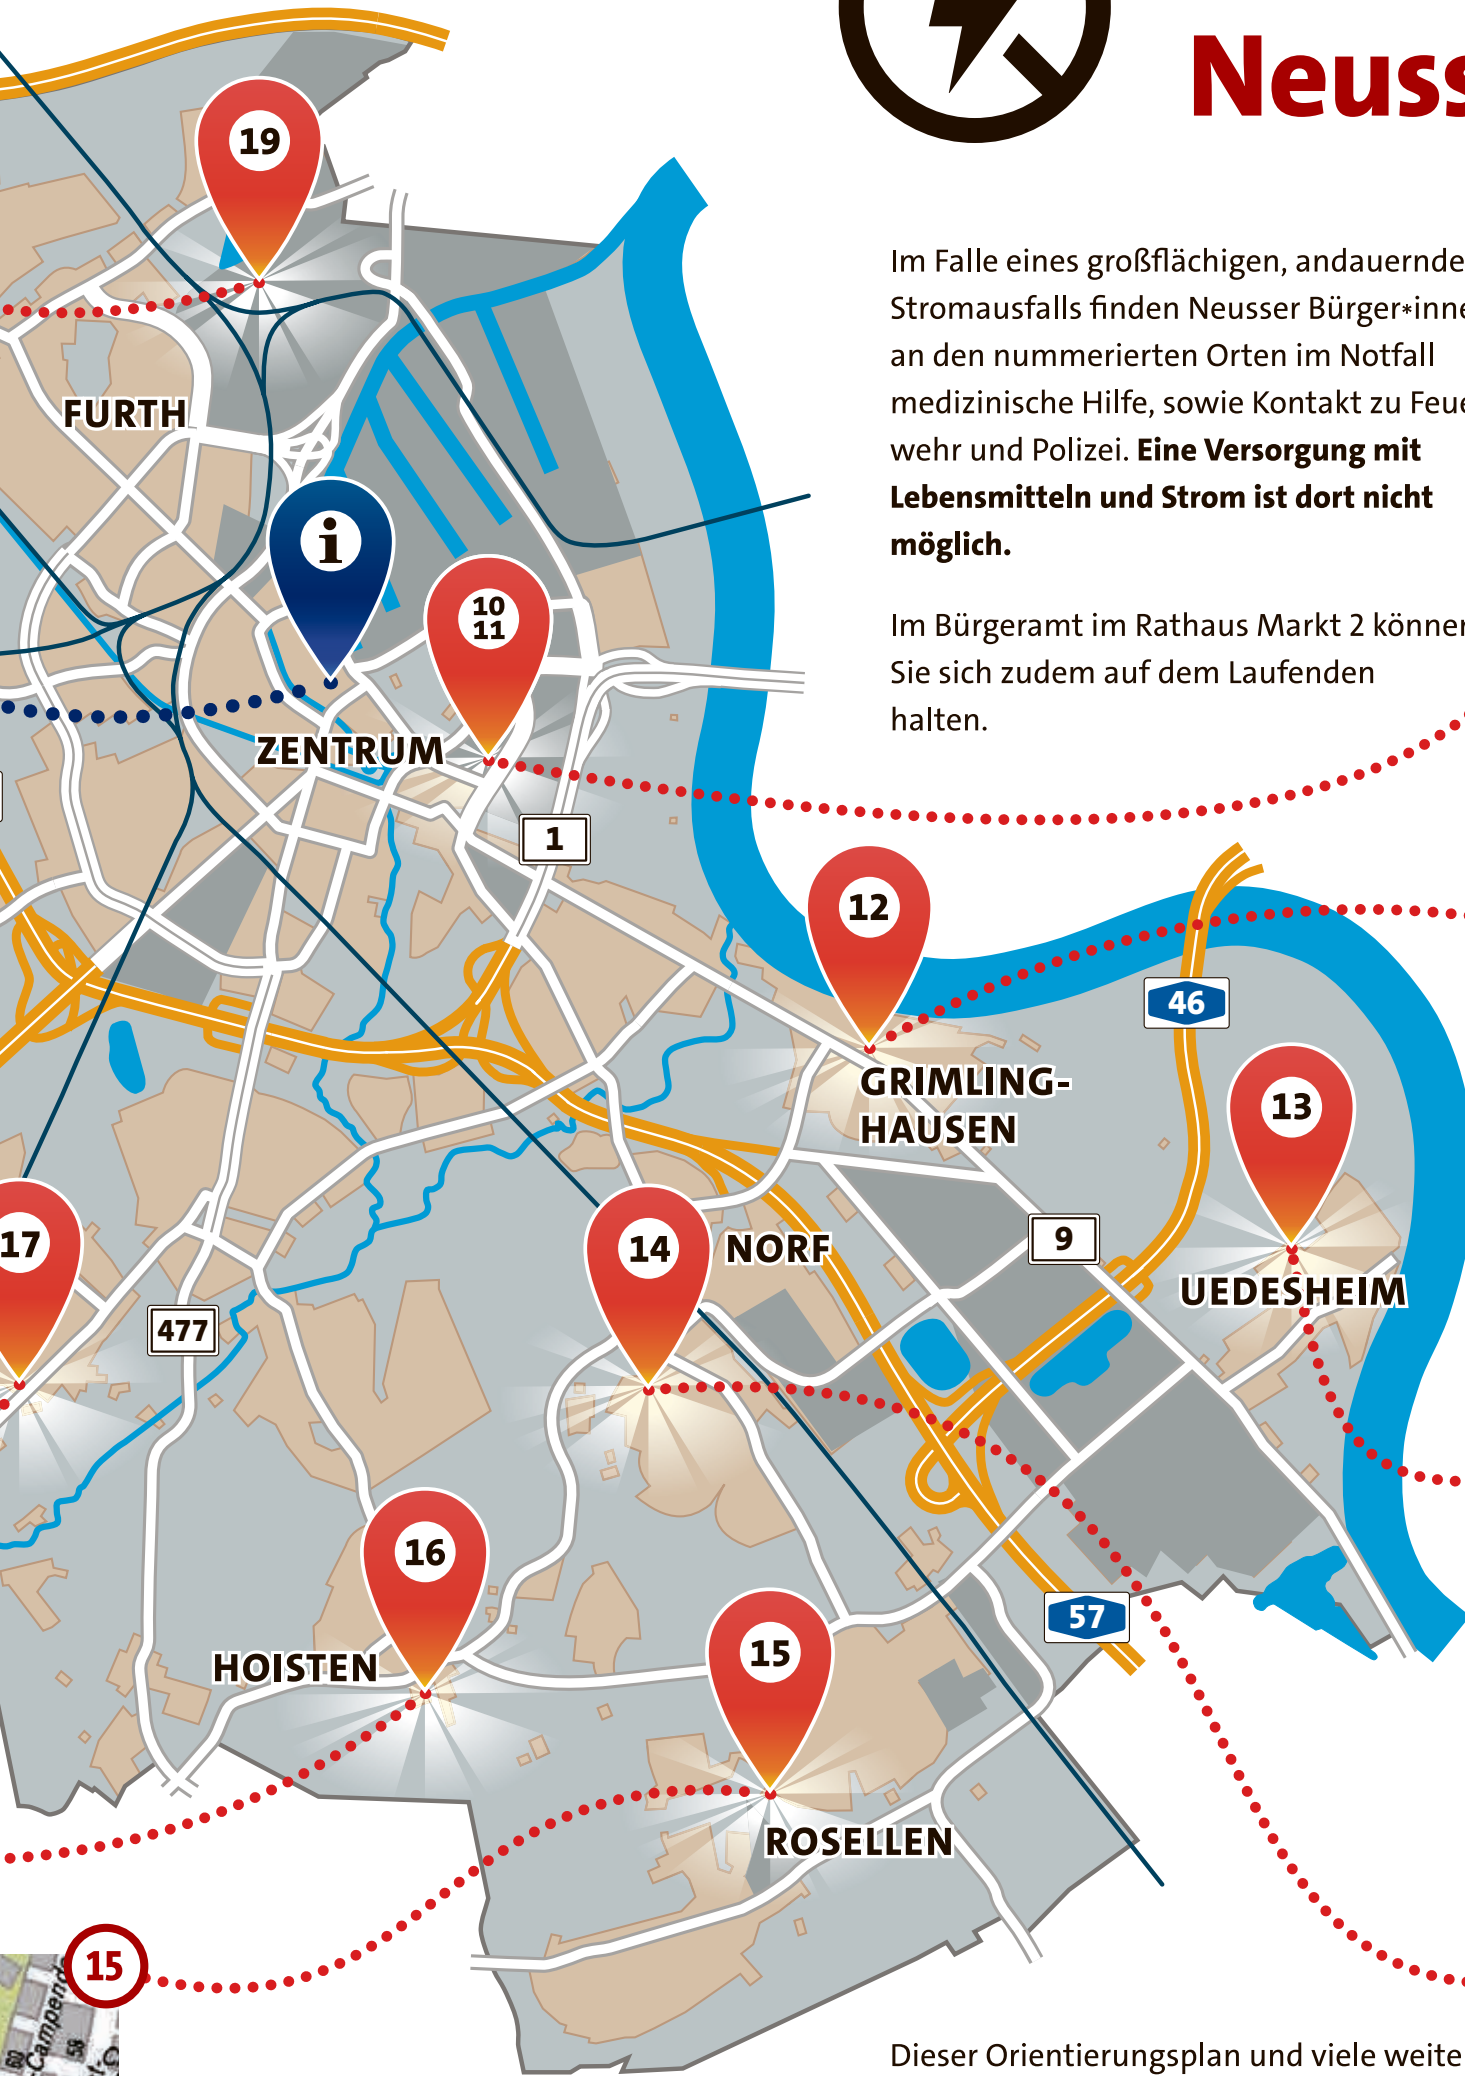 Neuss
Im Falle eines großflächigen, andauernde
Stromausfalls finden Neusser Bürger*inne
an den nummerierten Orten im Notfall
medizinische Hilfe, sowie Kontakt zu Feue
wehr und Polizei. Eine Versorgung mit
Lebensmitteln und Strom ist dort nicht
möglich.
Im Bürgeramt im Rathaus Markt 2 können
Sie sich zudem auf dem Laufenden
halten.
19
FURTH
i
10
11
ZENTRUM
1
12
46
GRIMLING-
HAUSEN
13
17
14
NORF
9
UEDESHEIM
477
16
57
HOISTEN
15
ROSELLEN
15
Campend
60
58
Dieser Orientierungsplan und viele weite